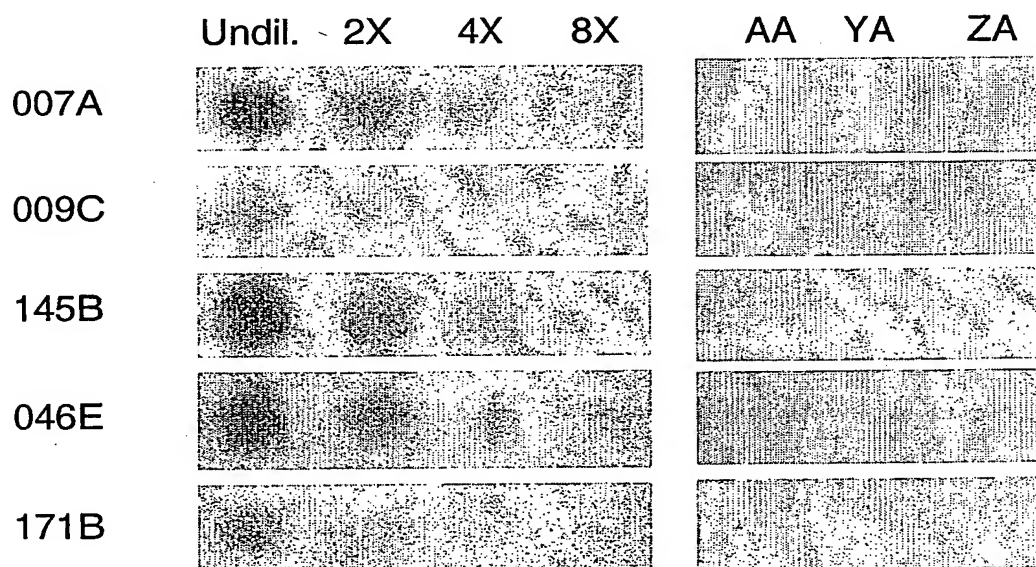 Undil. 2X 4X 8X AA YA ZA
007A
009C
145B
046E
171B